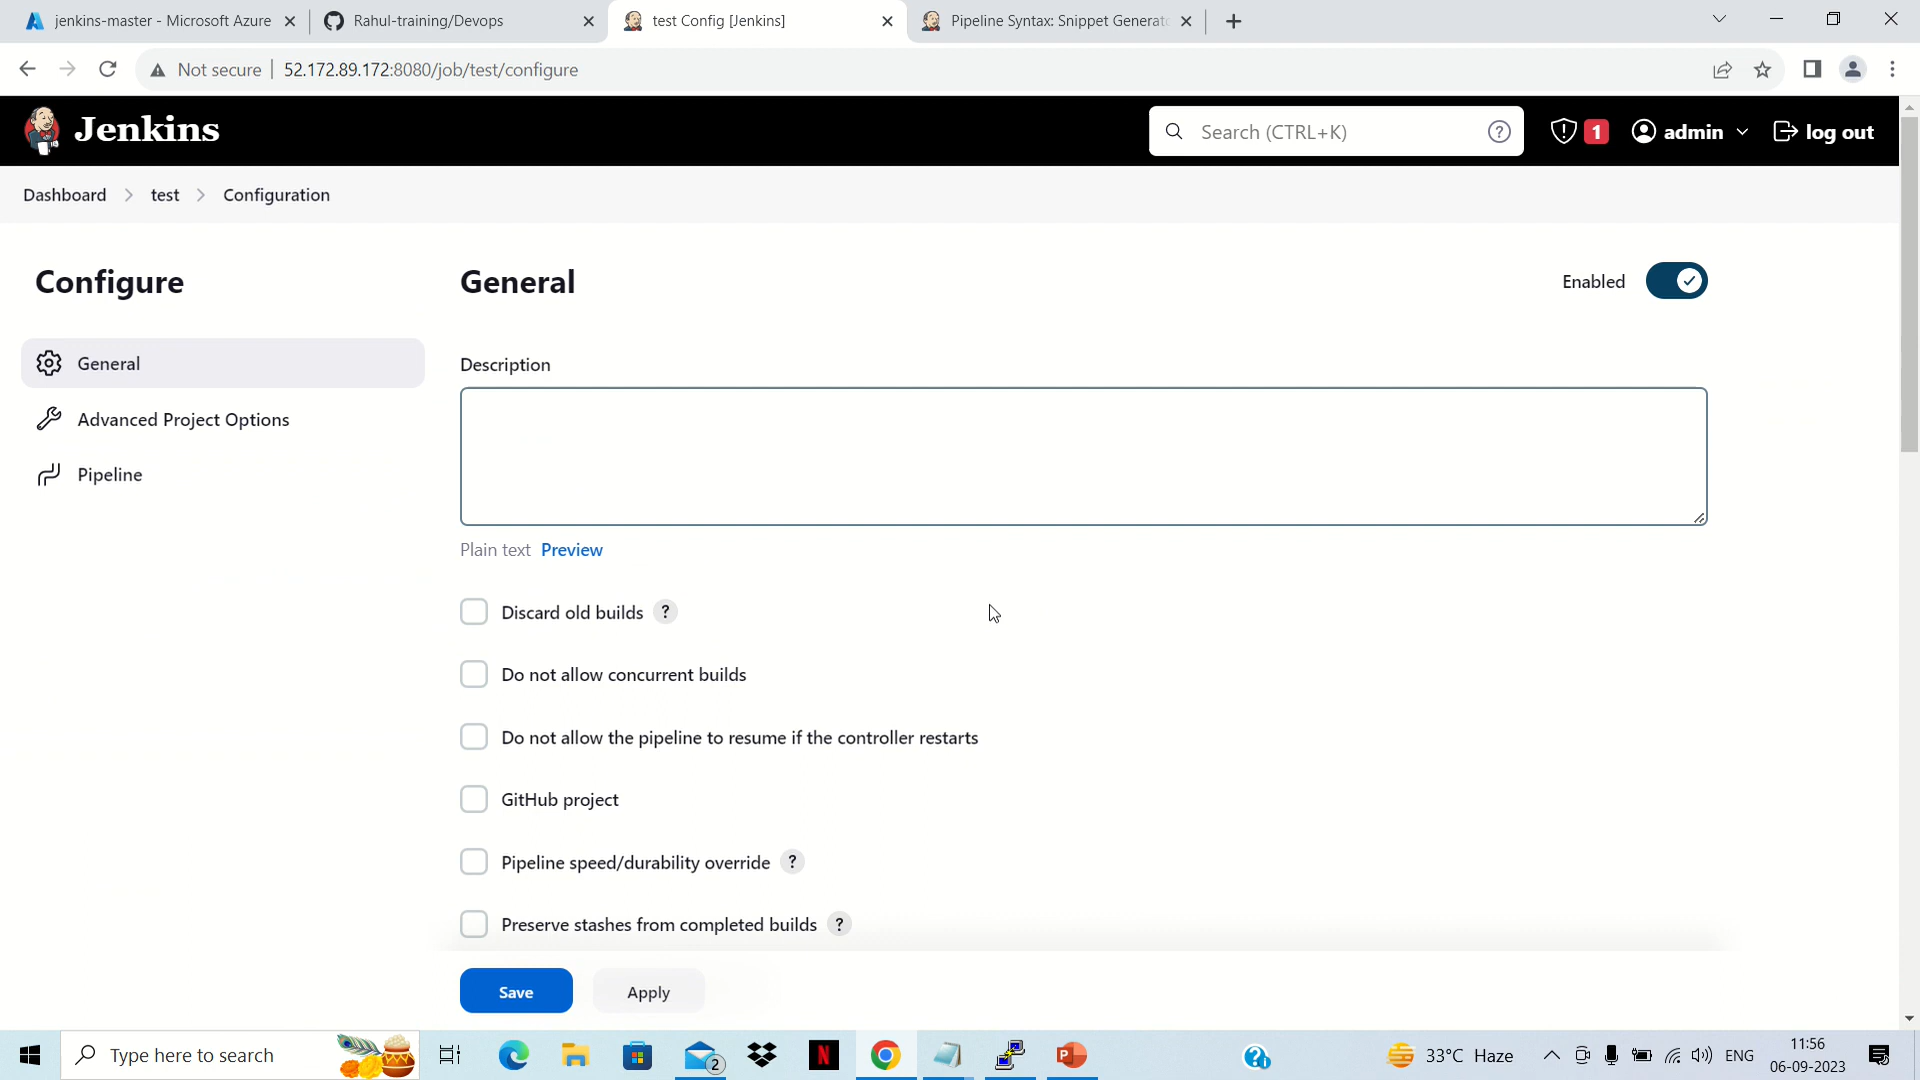 jenkins-master - Microsoft Azure
Rahul-training/Devops
test Config [Jenkins]
Pipeline Syntax: Snippet Generat
Not secure
52.172.89.172:8080/job/test/configure
Jenkins
Search (CTRL+K)
?
1
admin
log out
Dashboard
test
Configuration
Configure
General
Enabled
General
Advanced Project Options
Pipeline
Description
Plain text Preview
Discard old builds ?
Do not allow concurrent builds
Do not allow the pipeline to resume if the controller restarts
GitHub project
Pipeline speed/durability override ?
Preserve stashes from completed builds ?
Save
Apply
Type here to search
2
N
33°C Haze
ENG
11:56
06-09-2023